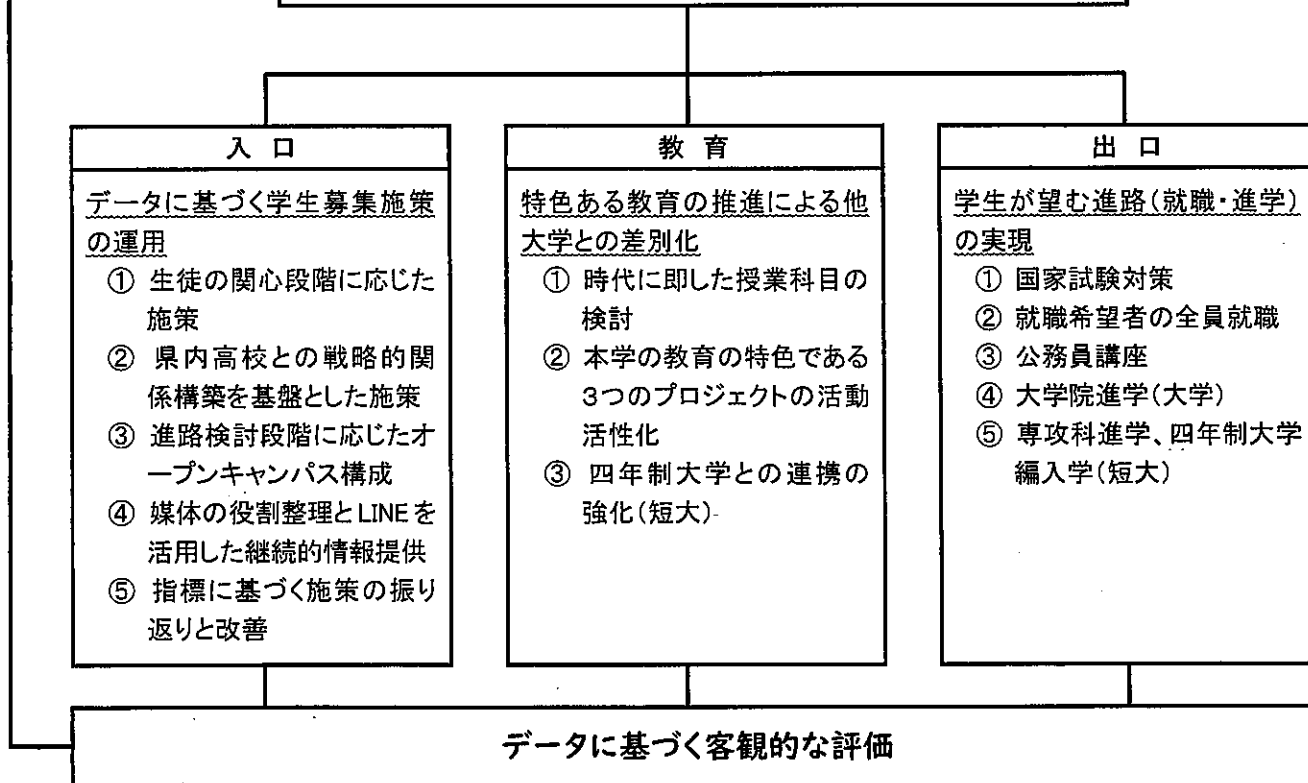 入 口
データに基づく学生募集施策
の運用
① 生徒の関心段階に応じた
施策
② 県内高校との戦略的関
係構築を基盤とした施策
③ 進路検討段階に応じたオ
ープンキャンパス構成
④ 媒体の役割整理とLINEを
活用した継続的情報提供
⑤ 指標に基づく施策の振り
返りと改善
教 育
特色ある教育の推進による他
大学との差別化
① 時代に即した授業科目の
検討
② 本学の教育の特色である
3つのプロジェクトの活動
活性化
③ 四年制大学との連携の
強化(短大)
出 口
学生が望む進路(就職・進学)
の実現
① 国家試験対策
② 就職希望者の全員就職
③ 公務員講座
④ 大学院進学(大学)
⑤ 専攻科進学、四年制大学
編入学(短大)
データに基づく客観的な評価